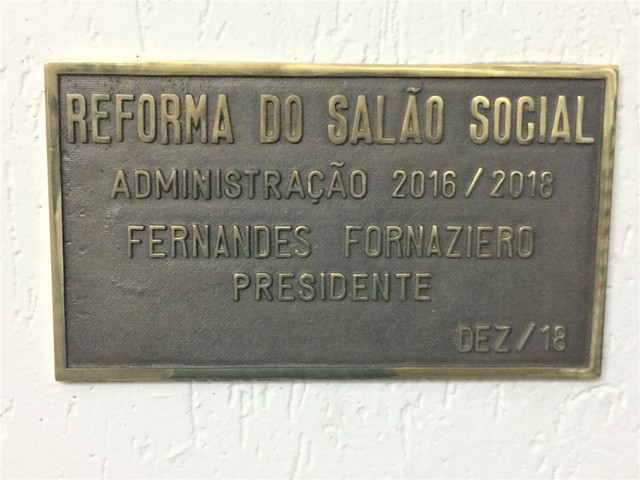 REFORMA DO SALÃO SOCIAL
ADMINISTRAÇÃO 2016/2018
FERNANDES FORNAZIERO
PRESIDENTE
DEZ/18